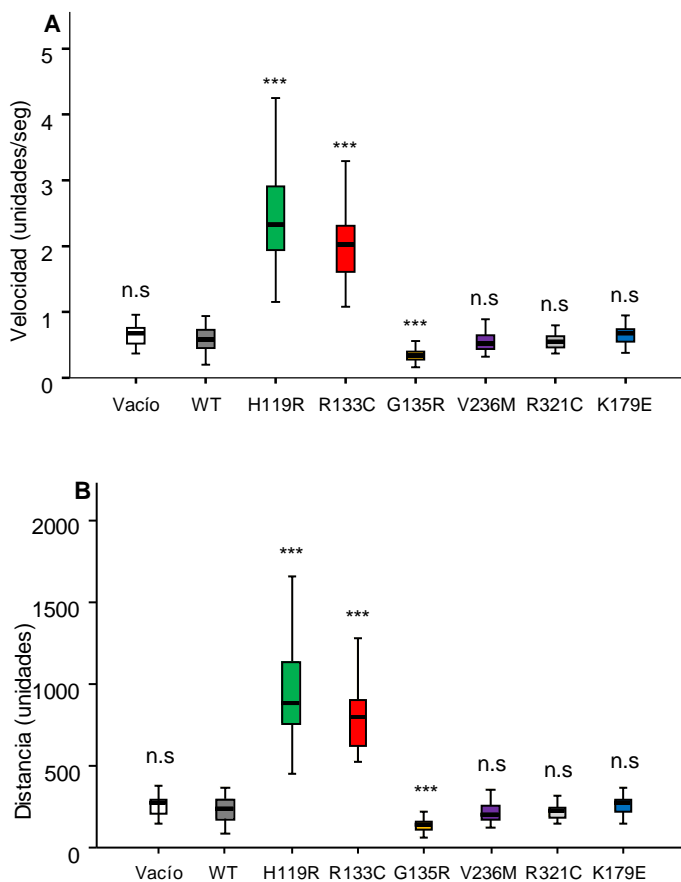 A
Velocidad (unidades/seg)
5
4
3
2
1
0
n.s
***
***
***
n.s
n.s
n.s
Vacío WT H119R R133C G135R V236M R321C K179E
B
Distancia (unidades)
2000
1500
1000
500
0
n.s
***
***
***
n.s
n.s
n.s
Vacío WT H119R R133C G135R V236M R321C K179E